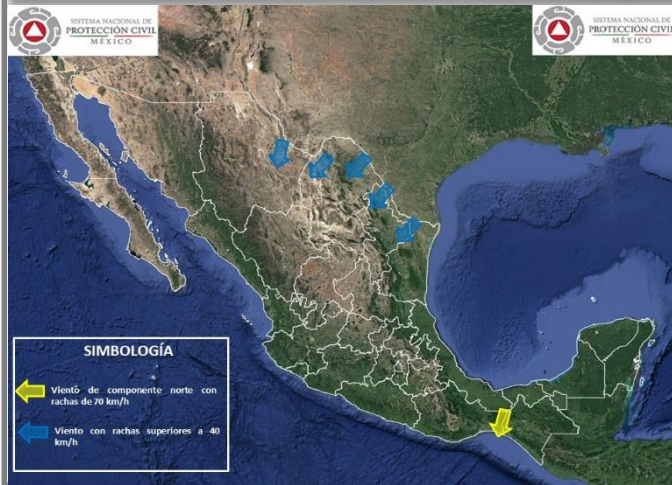 SISTEMA NACIONAL DE
PROTECCIÓN CIVIL
MÉXICO
SISTEMA NACIONAL DE
PROTECCIÓN CIVIL
MÉXICO
SIMBOLOGÍA
Viento de componente norte con
rachas de 70 km/h
Viento con rachas superiores a 40
km/h